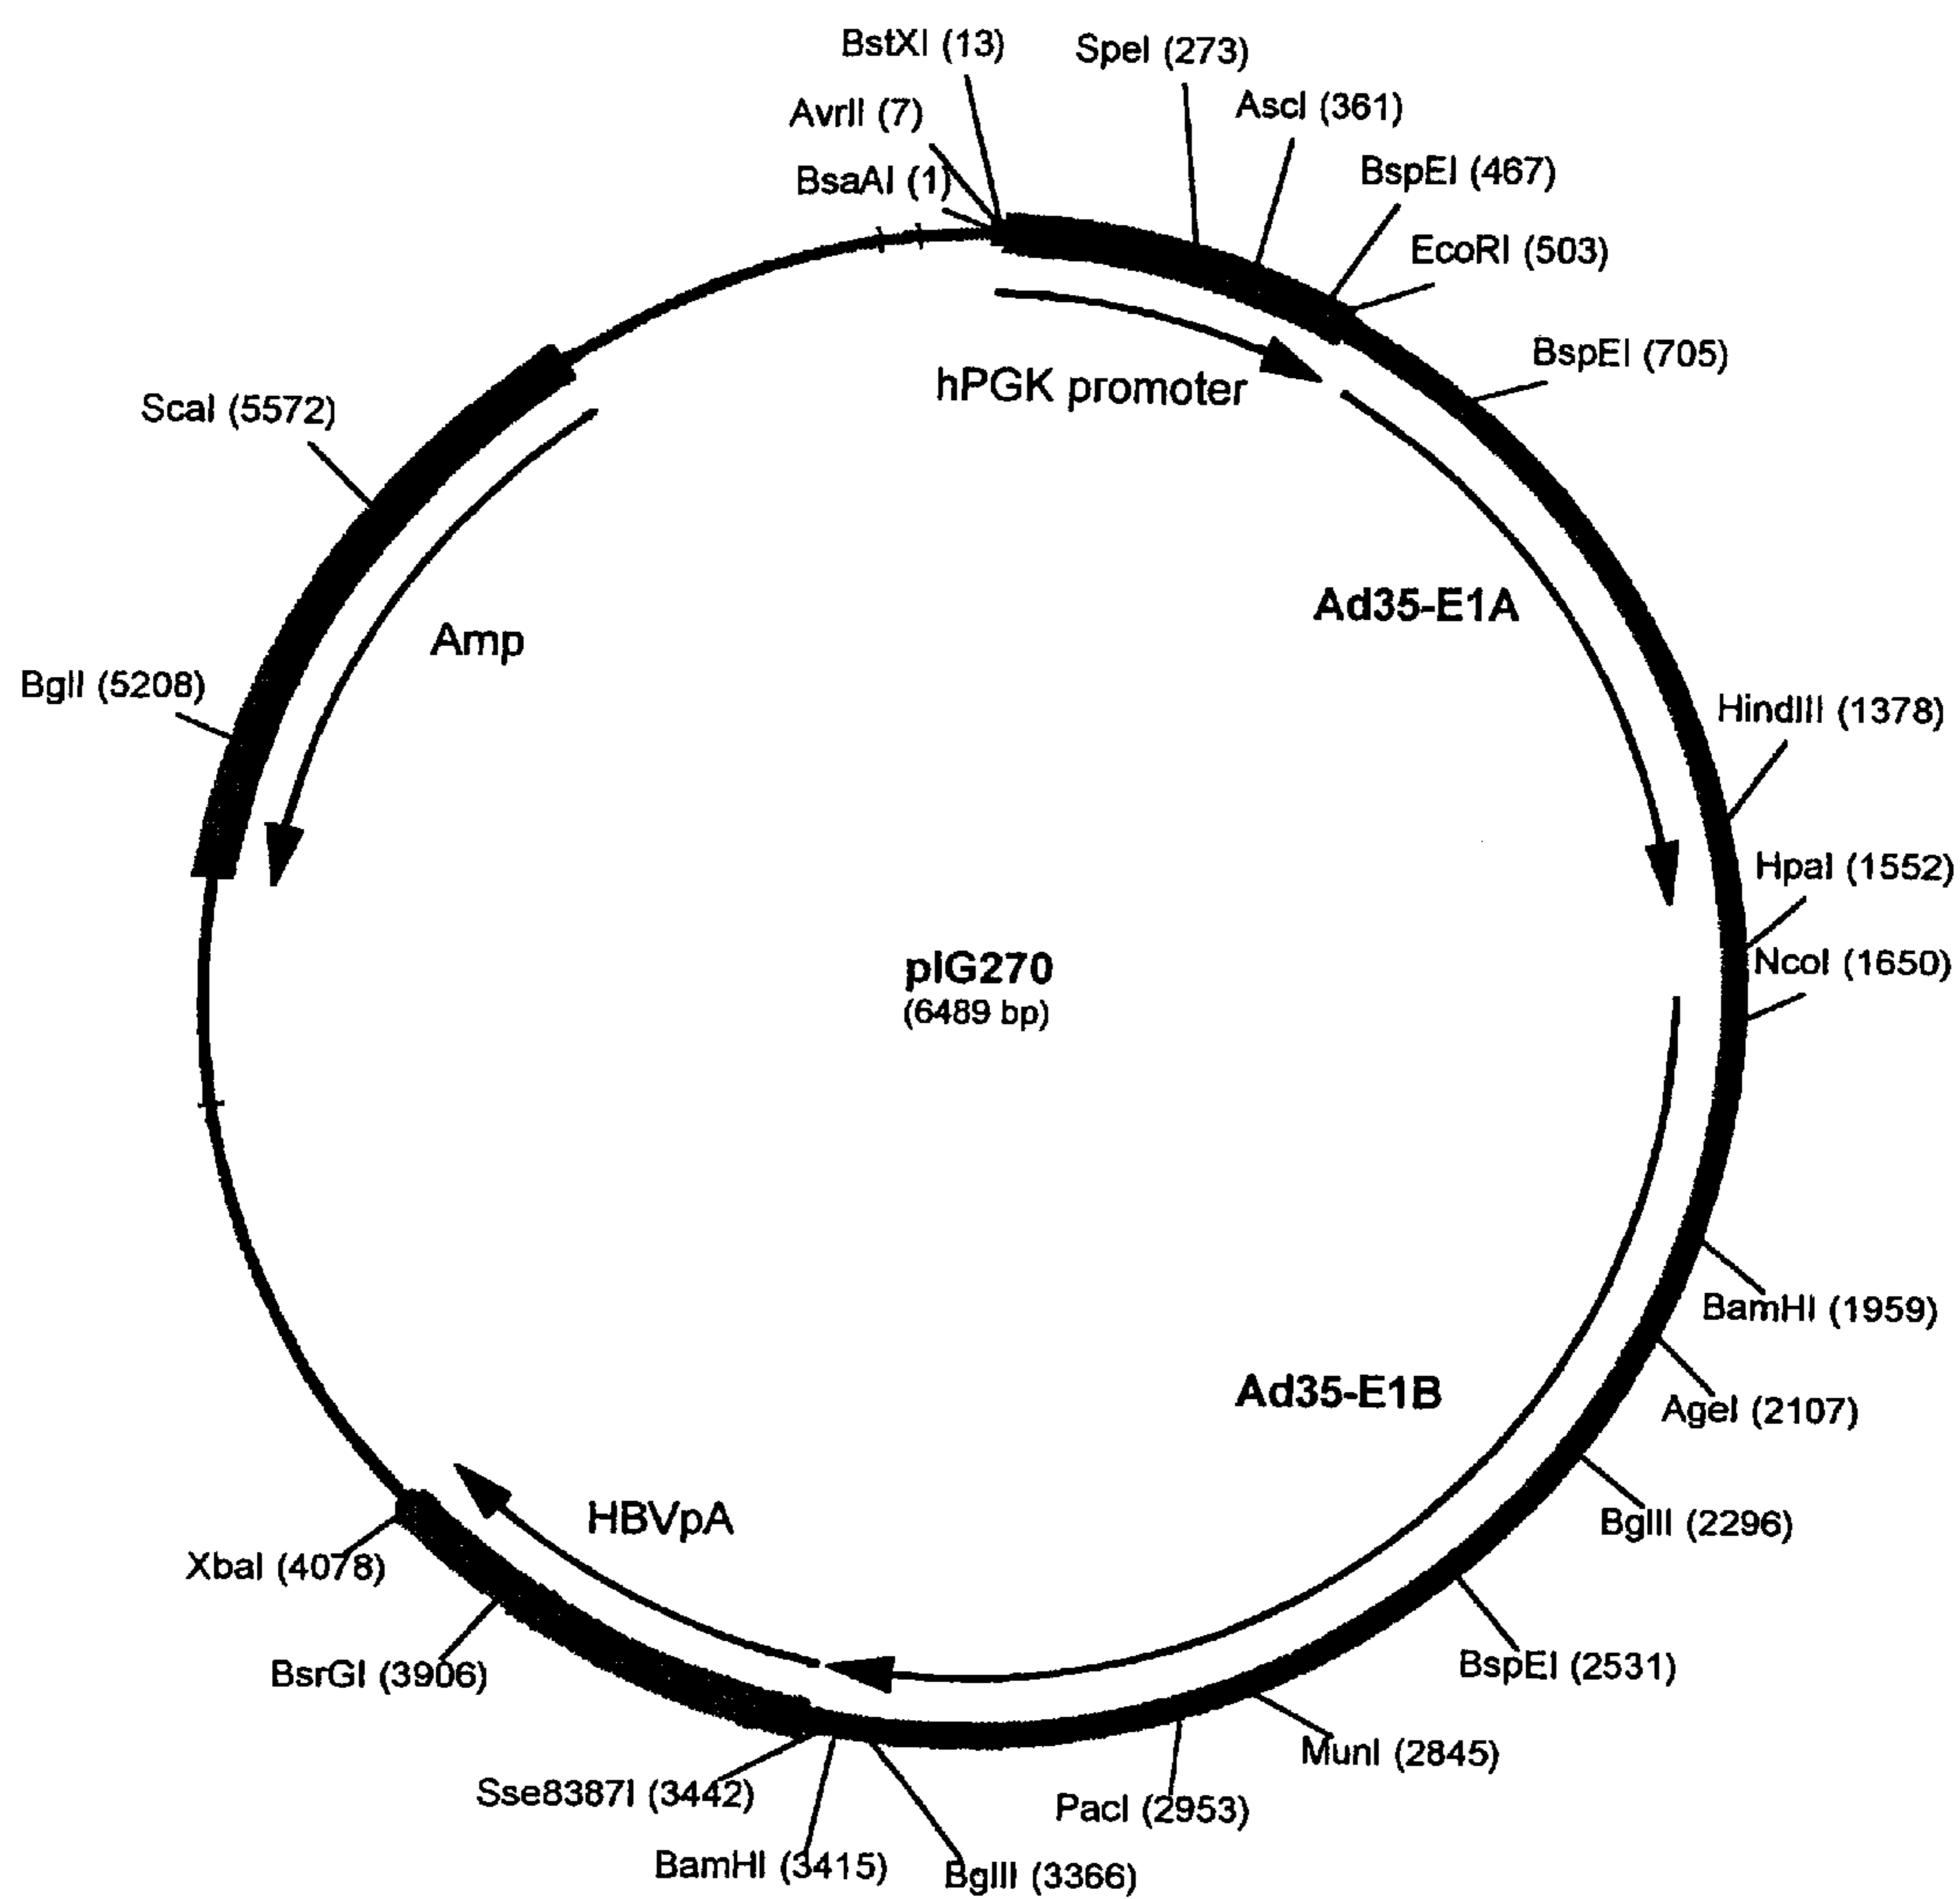 BstXI (13)
SpeI (273)
AvrII (7)
AscI (361)
BsaAI (1)
BspEI (467)
EcoRI (503)
BspEI (705)
hPGK promoter
ScaI (5572)
Ad35-E1A
Amp
BglI (5208)
HindIII (1378)
HpaI (1552)
pIG270
NcoI (1650)
(6489 bp)
BamHI (1959)
Ad35-E1B
AgeI (2107)
HBVpA
BglII (2296)
XbaI (4078)
BsrGI (3906)
BspEI (2531)
MunI (2845)
Sse8387I (3442)
PacI (2953)
BamHI (3415)
BglII (3366)